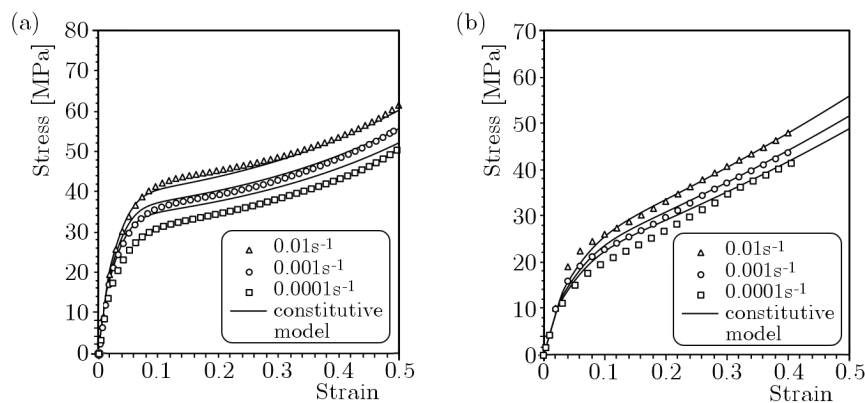 (a)
80
70
60
50
40
30
20
10
0
Stress [MPa]
0
0.1
0.2
0.3
0.4
0.5
Strain
0.01s⁻¹
0.001s⁻¹
0.0001s⁻¹
constitutive
model
(b)
70
60
50
40
30
20
10
0
Stress [MPa]
0
0.1
0.2
0.3
0.4
0.5
Strain
0.01s⁻¹
0.001s⁻¹
0.0001s⁻¹
constitutive
model